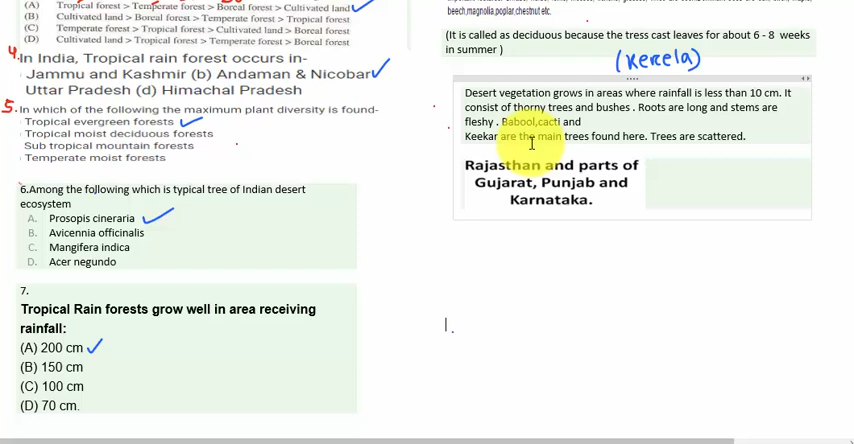 (A) Tropical forest > Temperate forest > Boreal forest > Cultivated land
(B) Cultivated land > Boreal forest > Temperate forest > Tropical forest
(C) Temperate forest > Tropical forest > Cultivated land > Boreal forest
(D) Cultivated land > Tropical forest > Temperate forest > Boreal forest
4. In India, Tropical rain forest occurs in-
Jammu and Kashmir (b) Andaman & Nicobar
Uttar Pradesh (d) Himachal Pradesh
5. In which of the following the maximum plant diversity is found-
Tropical evergreen forests
Tropical moist deciduous forests
Sub tropical mountain forests
Temperate moist forests
6.Among the following which is typical tree of Indian desert
ecosystem
A. Prosopis cineraria
B. Avicennia officinalis
C. Mangifera indica
D. Acer negundo
7.
Tropical Rain forests grow well in area receiving
rainfall:
(A) 200 cm
(B) 150 cm
(C) 100 cm
(D) 70 cm.
beech,magnolia,poplar,chestnut etc.
(It is called as deciduous because the tress cast leaves for about 6 - 8 weeks
in summer )
(Kerela)
Desert vegetation grows in areas where rainfall is less than 10 cm. It
consist of thorny trees and bushes . Roots are long and stems are
fleshy . Babool,cacti and
Keekar are the main trees found here. Trees are scattered.
Rajasthan and parts of
Gujarat, Punjab and
Karnataka.